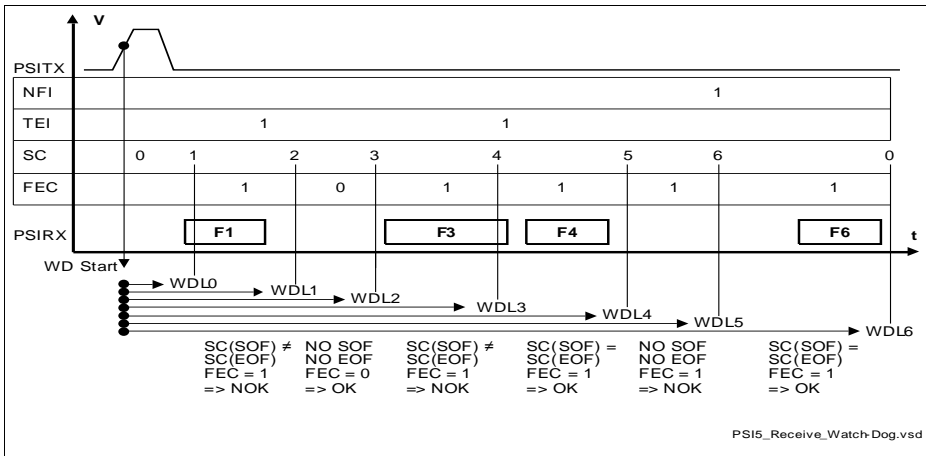 V
PSITX
NFI 1
TEI 1 1
SC 0 1 2 3 4 5 6 0
FEC 1 0 1 1 1 1
PSIRX F1 F3 F4 F6 t
WD Start
WDL0
WDL1
WDL2
WDL3
WDL4
WDL5
WDL6
SC(SOF) ≠ NO SOF SC(SOF) ≠ SC(SOF) = NO SOF SC(SOF) =
SC(EOF) NO EOF SC(EOF) SC(EOF) NO EOF SC(EOF)
FEC = 1 FEC = 0 FEC = 1 FEC = 1 FEC = 1 FEC = 1
=> NOK => OK => NOK => OK => NOK => OK
PSI5_Receive_Watch-Dog.vsd